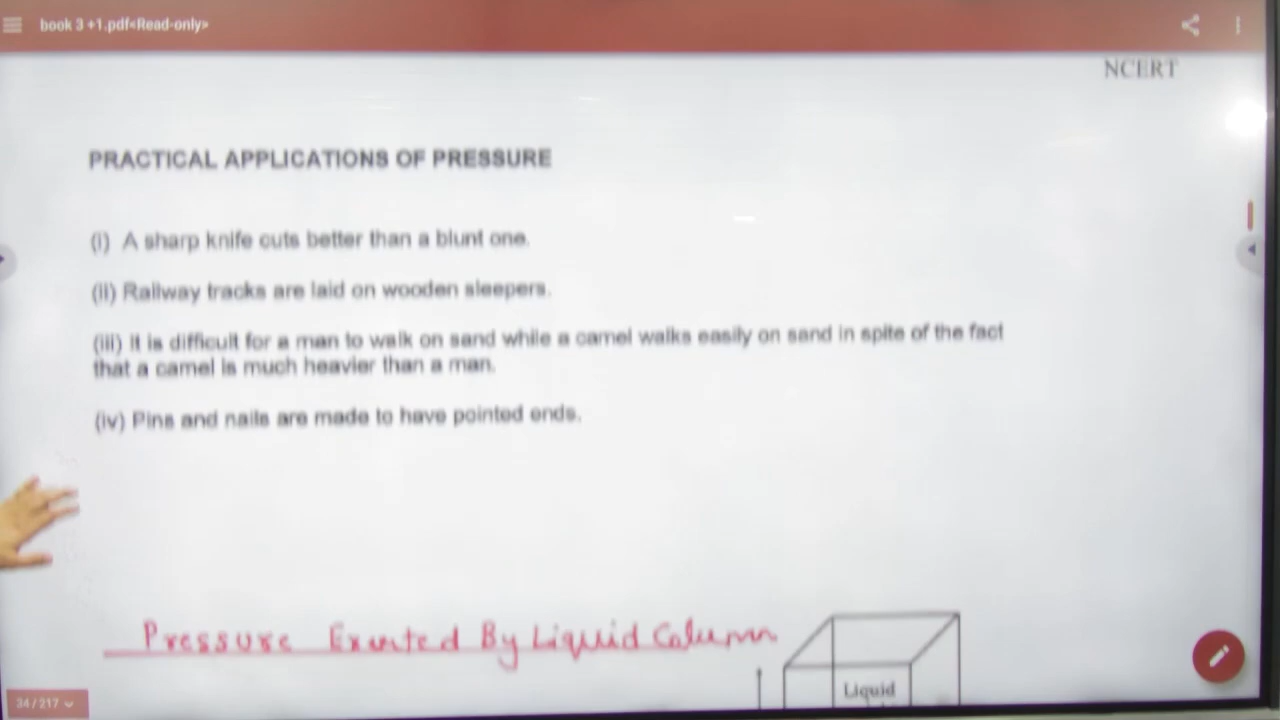 book 3 +1.pdf<Read-only>
NCERT
PRACTICAL APPLICATIONS OF PRESSURE
(i) A sharp knife cuts better than a blunt one.
(ii) Railway tracks are laid on wooden sleepers.
(iii) It is difficult for a man to walk on sand while a camel walks easily on sand in spite of the fact
that a camel is much heavier than a man.
(iv) Pins and nails are made to have pointed ends.
Pressure Exerted By Liquid Column
Liquid
34 / 217